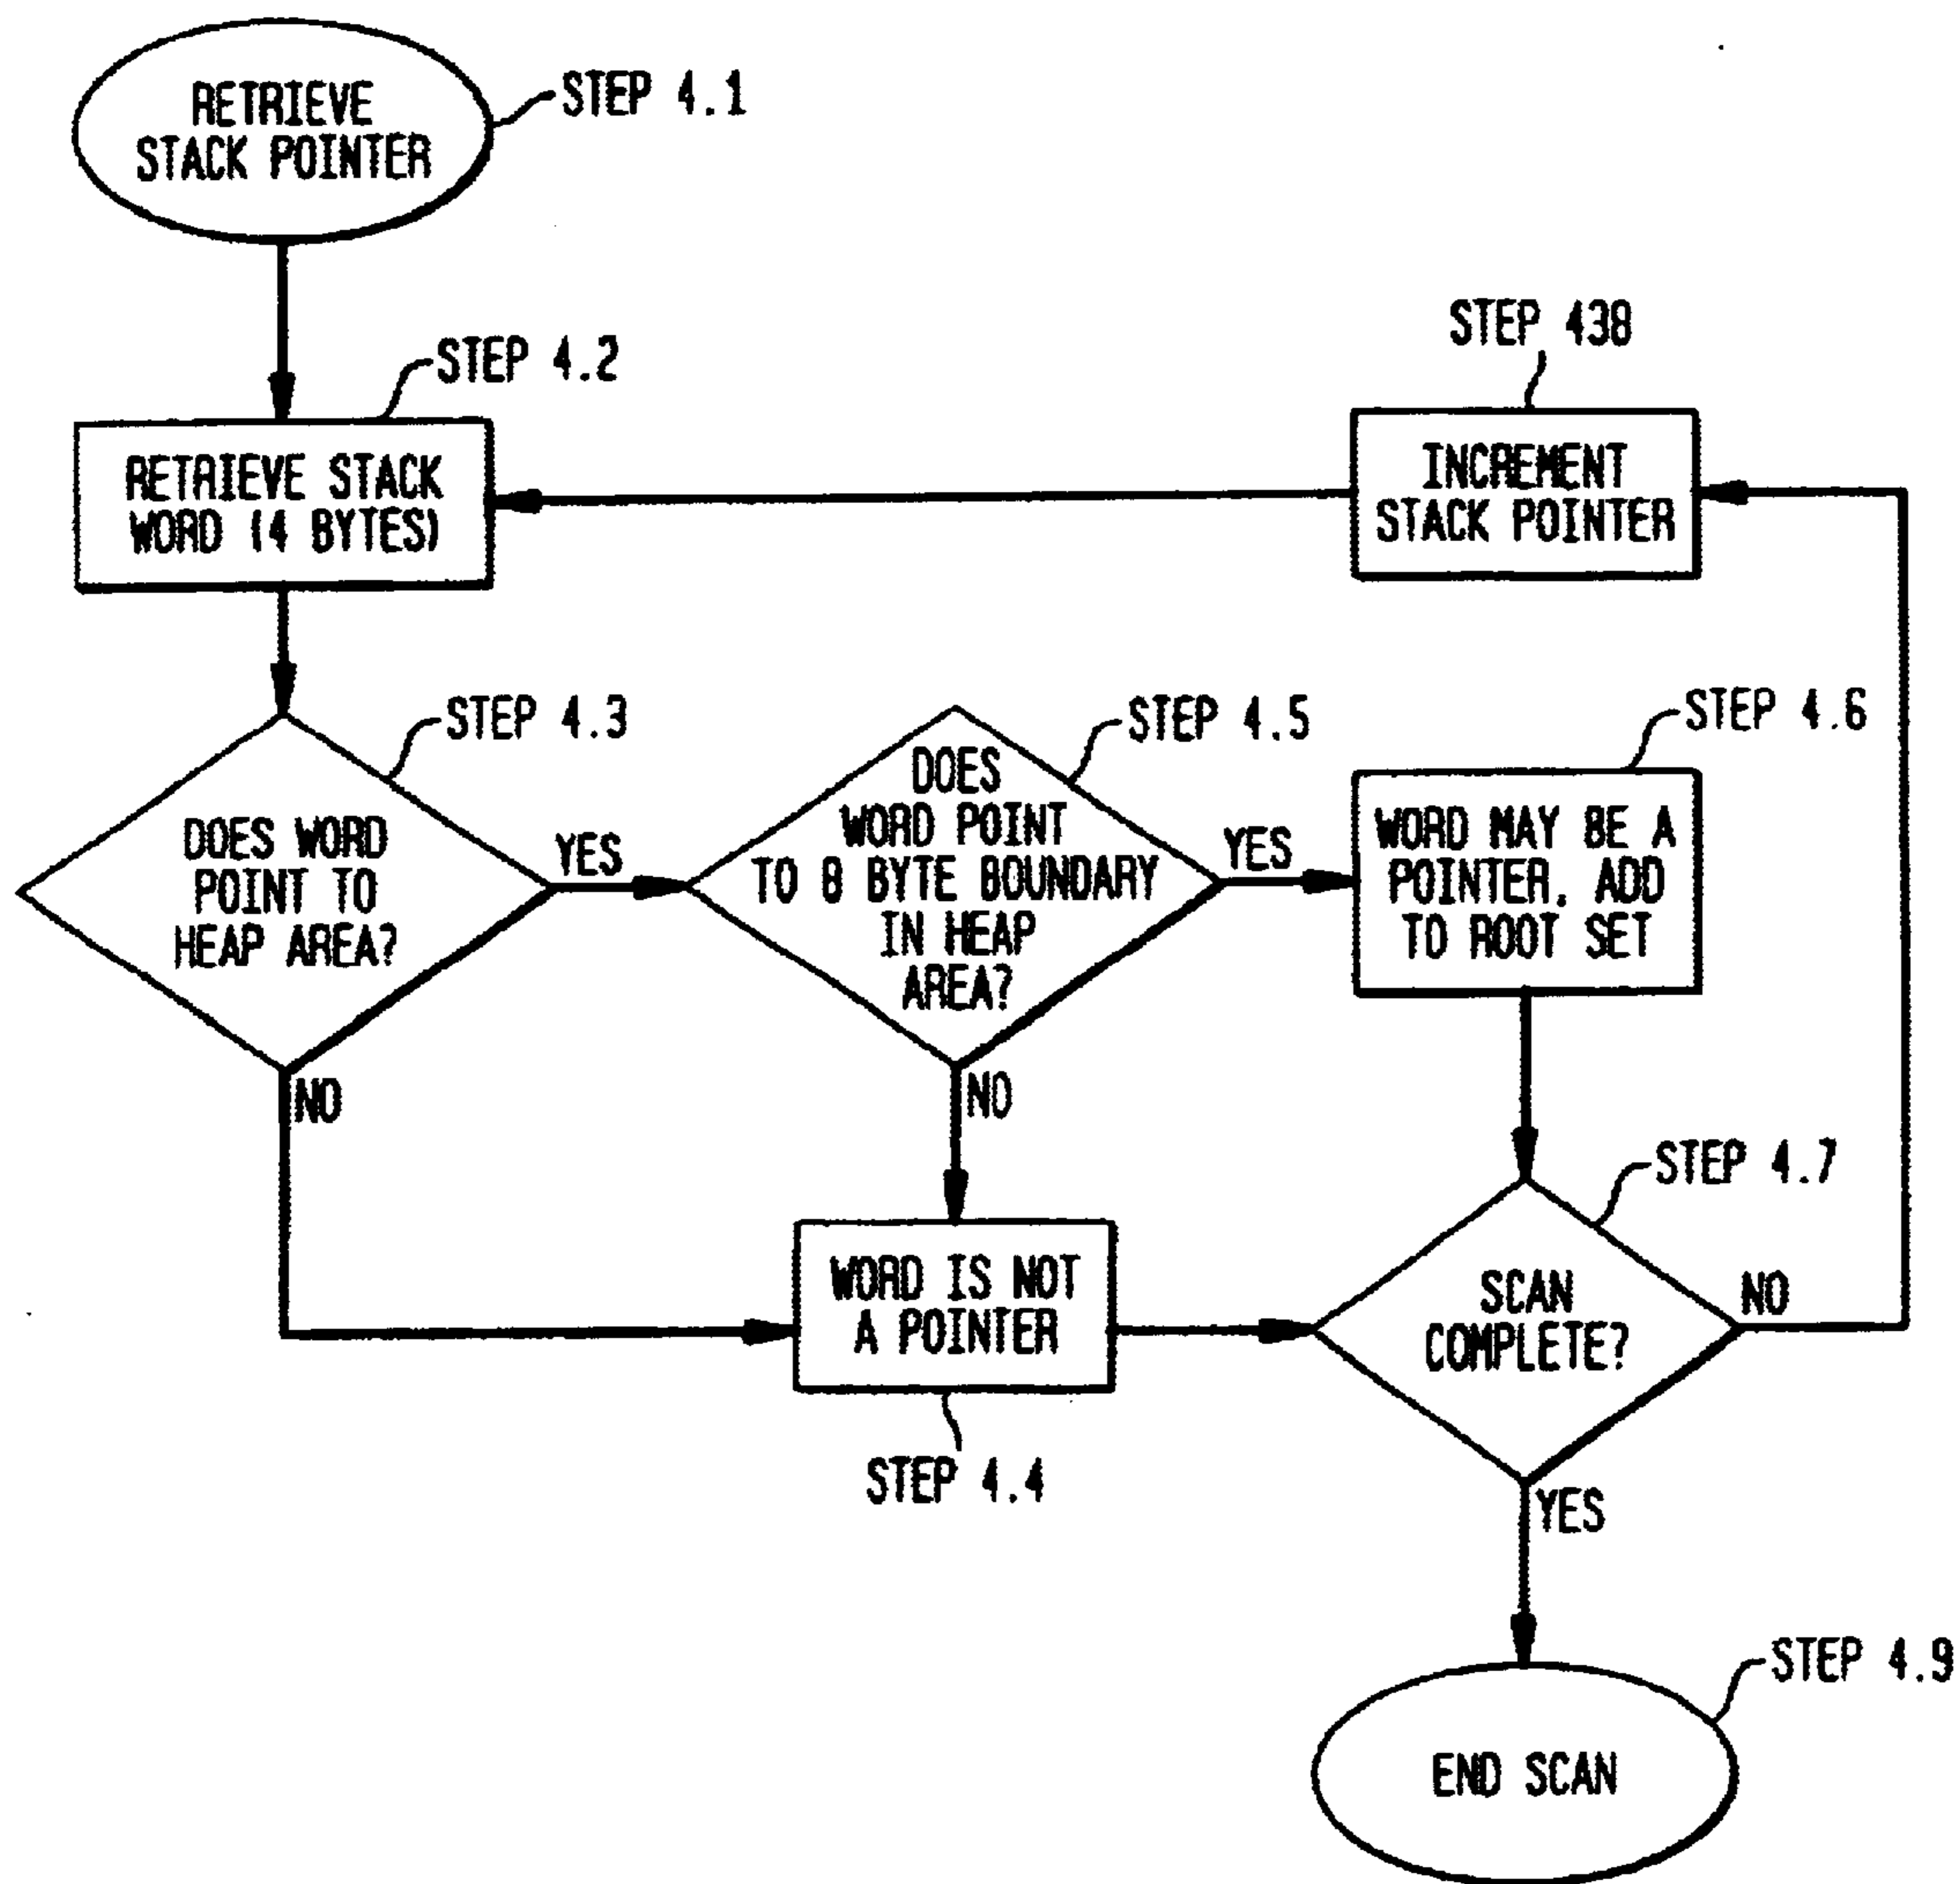 RETRIEVE
STACK POINTER
STEP 4.1
STEP 4.2
RETRIEVE STACK
WORD (4 BYTES)
STEP 438
INCREMENT
STACK POINTER
STEP 4.3
DOES WORD
POINT TO
HEAP AREA?
YES
NO
STEP 4.5
DOES
WORD POINT
TO 8 BYTE BOUNDARY
IN HEAP
AREA?
YES
NO
STEP 4.6
WORD MAY BE A
POINTER. ADD
TO ROOT SET
WORD IS NOT
A POINTER
STEP 4.4
STEP 4.7
SCAN
COMPLETE?
NO
YES
STEP 4.9
END SCAN